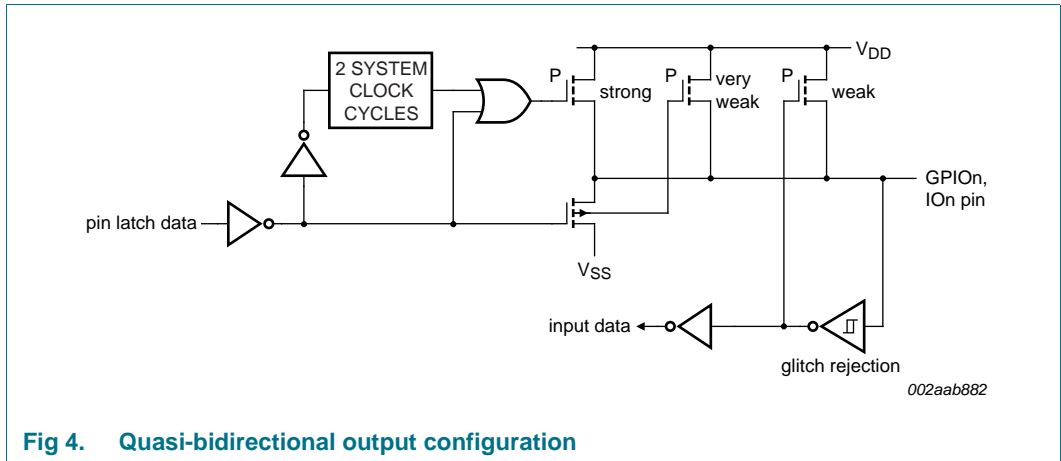 VDD
2 SYSTEM
CLOCK
CYCLES
P
strong
P
very
weak
P
weak
GPIOn,
IOn pin
pin latch data
VSS
input data
glitch rejection
002aab882
Fig 4. Quasi-bidirectional output configuration